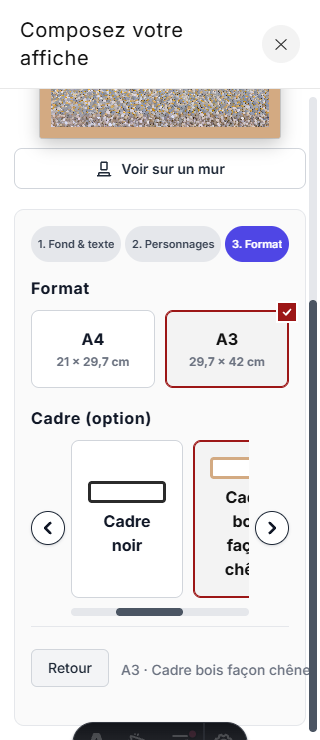 Composez votre
affiche
Voir sur un mur
1. Fond & texte
2. Personnages
3. Format
Format
A4
21 × 29,7 cm
A3
29,7 × 42 cm
Cadre (option)
Cadre
noir
Retour
A3 · Cadre bois façon chêne